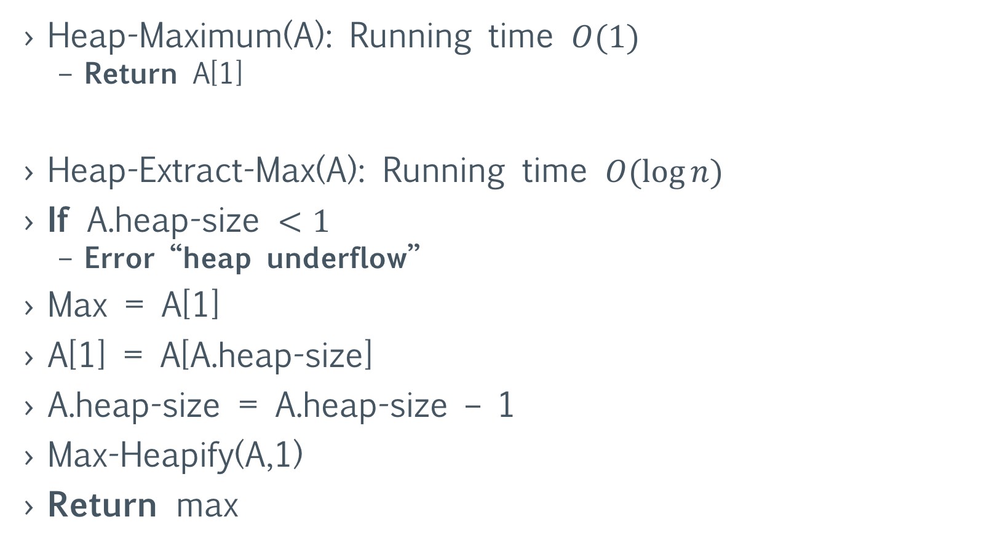 › Heap-Maximum(A): Running time O(1)
– Return A[1]
› Heap-Extract-Max(A): Running time O(log n)
› If A.heap-size < 1
– Error “heap underflow”
› Max = A[1]
› A[1] = A[A.heap-size]
› A.heap-size = A.heap-size – 1
› Max-Heapify(A,1)
› Return max